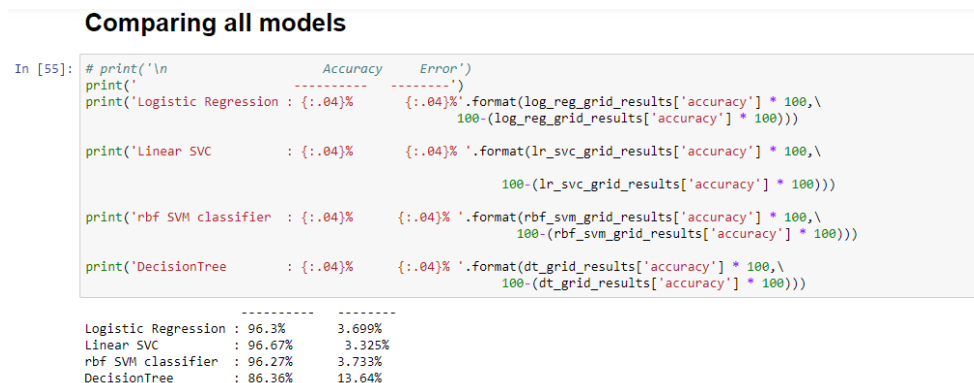 Comparing all models
In [55]: # print('\n                     Accuracy     Error')
print('                     ----------   --------')
print('Logistic Regression : {:.04}%       {:.04}%'.format(log_reg_grid_results['accuracy'] * 100,\
100-(log_reg_grid_results['accuracy'] * 100)))
print('Linear SVC          : {:.04}%       {:.04}% '.format(lr_svc_grid_results['accuracy'] * 100,\
100-(lr_svc_grid_results['accuracy'] * 100)))
print('rbf SVM classifier  : {:.04}%      {:.04}% '.format(rbf_svm_grid_results['accuracy'] * 100,\
100-(rbf_svm_grid_results['accuracy'] * 100)))
print('DecisionTree        : {:.04}%      {:.04}% '.format(dt_grid_results['accuracy'] * 100,\
100-(dt_grid_results['accuracy'] * 100)))
----------   --------
Logistic Regression : 96.3%       3.699%
Linear SVC          : 96.67%       3.325%
rbf SVM classifier  : 96.27%      3.733%
DecisionTree        : 86.36%      13.64%